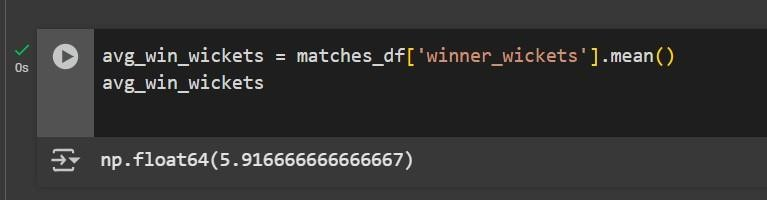 avg_win_wickets = matches_df['winner_wickets'].mean()
0s
avg_win_wickets
np.float64(5.916666666666667)